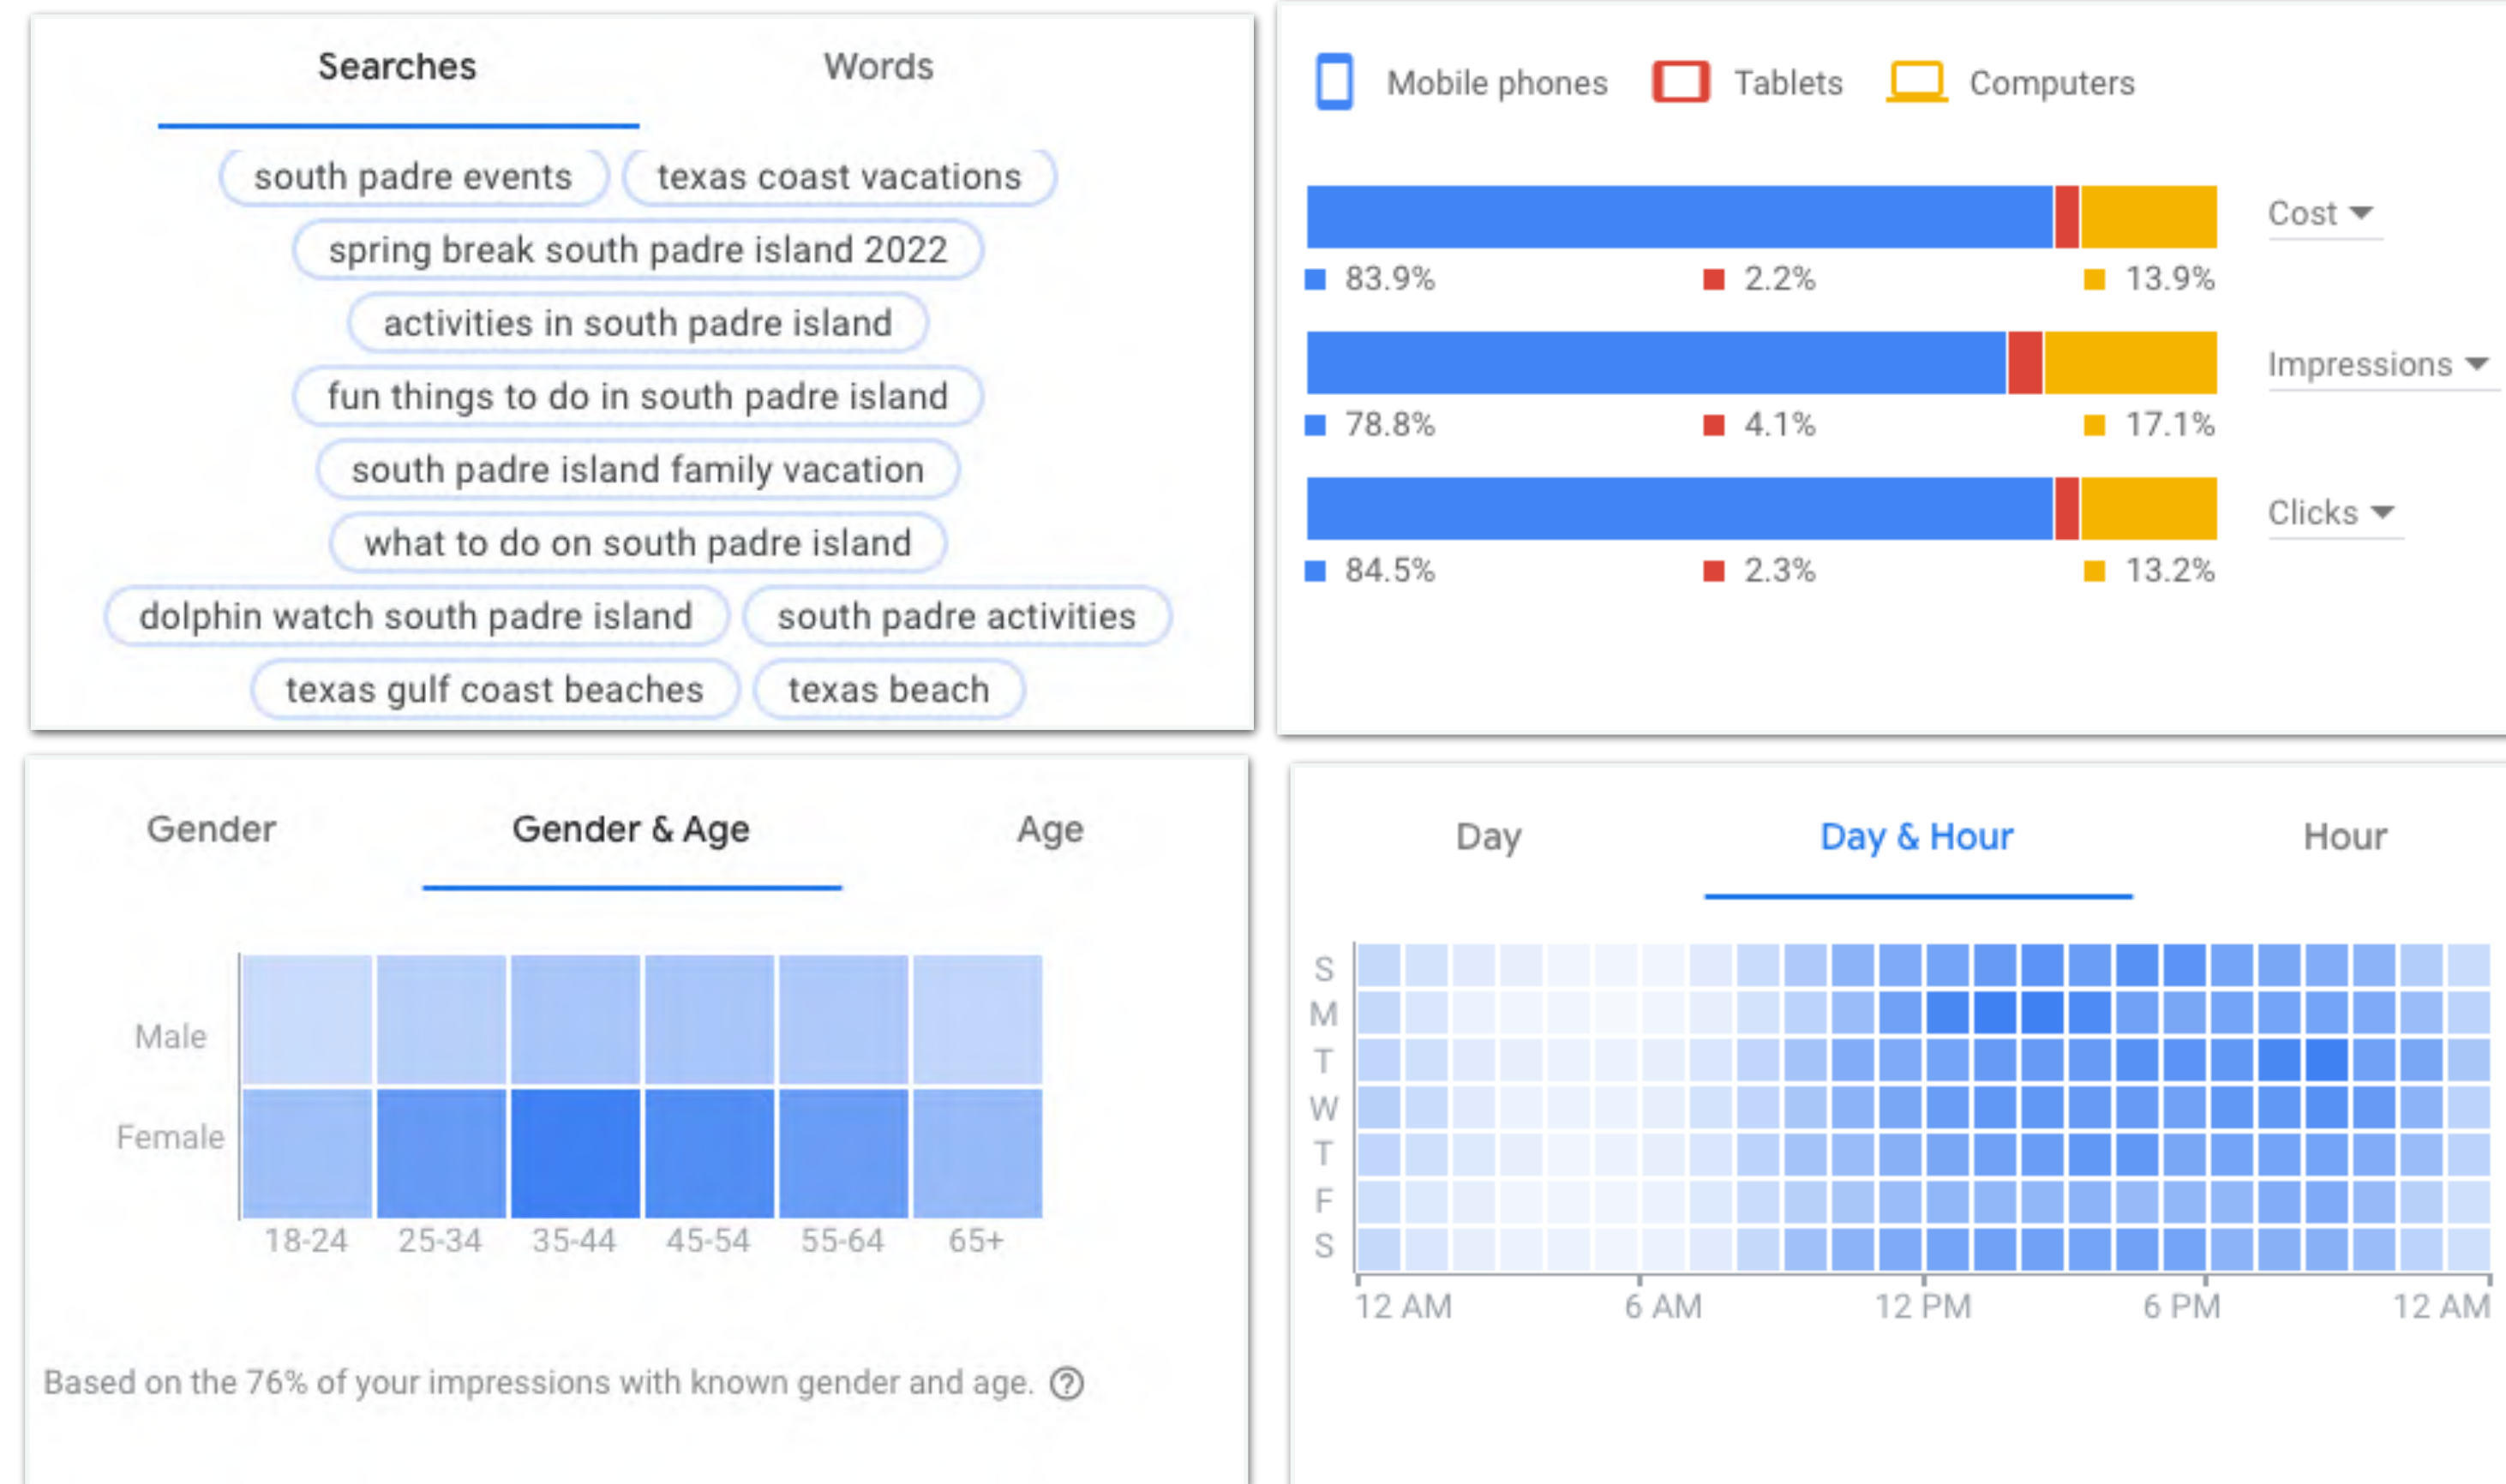 Searches Words
south padre events texas coast vacations
spring break south padre island 2022
activities in south padre island
fun things to do in south padre island
south padre island family vacation
what to do on south padre island
dolphin watch south padre island south padre activities
texas gulf coast beaches texas beach
Mobile phones Tablets Computers
Cost
83.9% 2.2% 13.9%
Impressions
78.8% 4.1% 17.1%
Clicks
84.5% 2.3% 13.2%
Gender Gender & Age Age
Male
Female
18-24 25-34 35-44 45-54 55-64 65+
Based on the 76% of your impressions with known gender and age. ?
Day Day & Hour Hour
S
M
T
W
T
F
S
12 AM 6 AM 12 PM 6 PM 12 AM